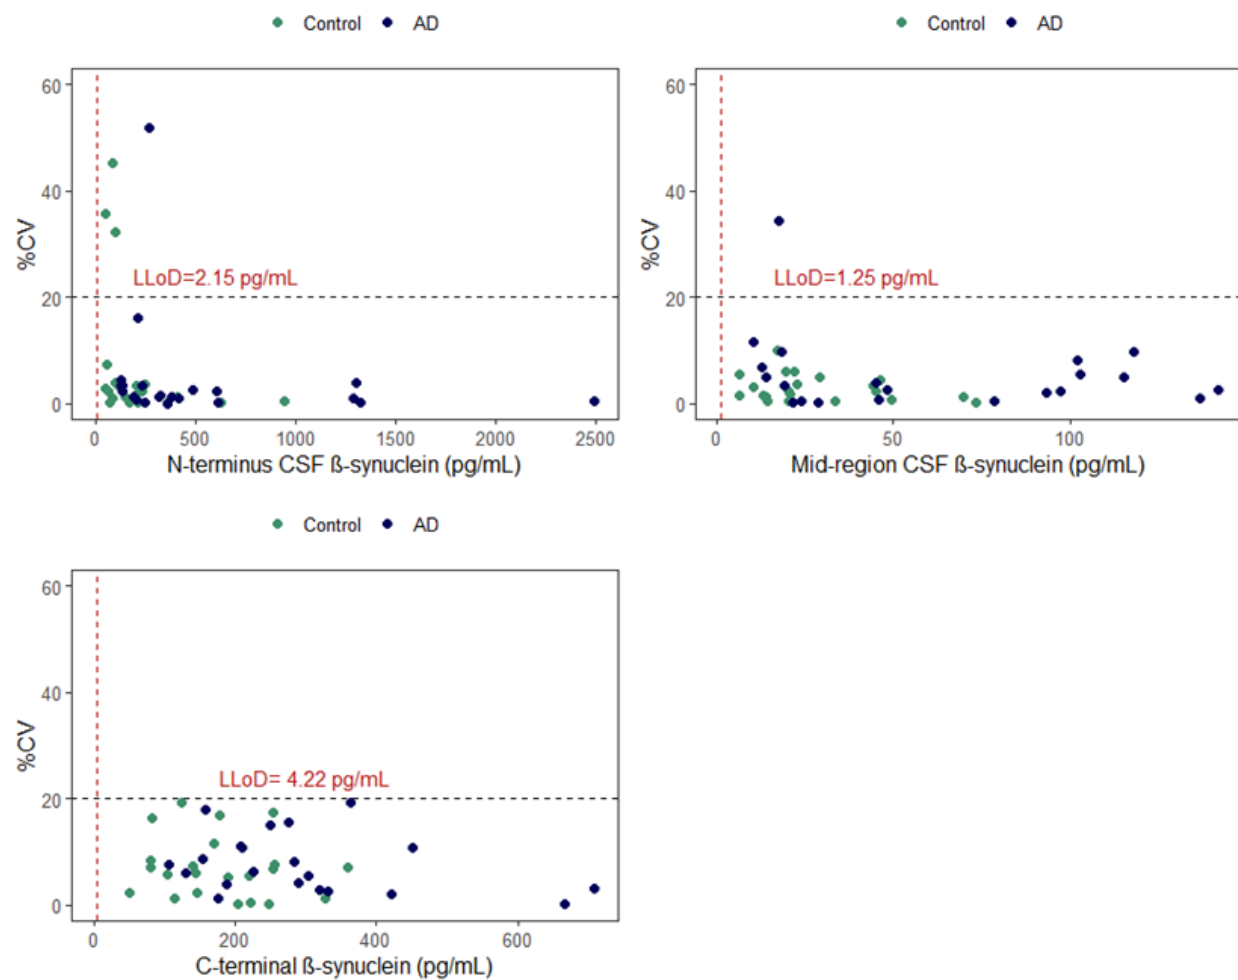 Control AD
60
40
20
0
%CV
LLoD=2.15 pg/mL
0 500 1000 1500 2000 2500
N-terminus CSF ß-synuclein (pg/mL)
Control AD
60
40
20
0
%CV
LLoD=1.25 pg/mL
0 50 100
Mid-region CSF ß-synuclein (pg/mL)
Control AD
60
40
20
0
%CV
LLoD= 4.22 pg/mL
0 200 400 600
C-terminal ß-synuclein (pg/mL)